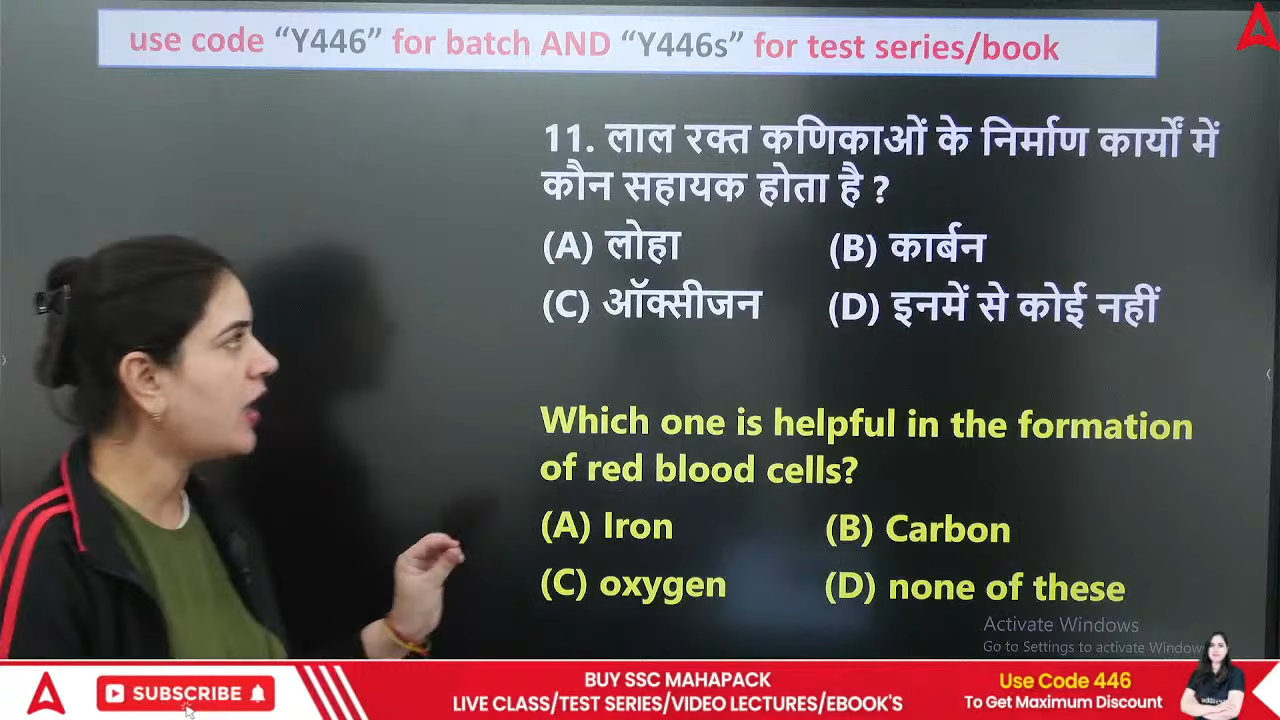 use code “Y446” for batch AND “Y446s” for test series/book
11. लाल रक्त कणिकाओं के निर्माण कार्यों में
कौन सहायक होता है ?
(A) लोहा (B) कार्बन
(C) ऑक्सीजन (D) इनमें से कोई नहीं
Which one is helpful in the formation
of red blood cells?
(A) Iron (B) Carbon
(C) oxygen (D) none of these
Activate Windows
Go to Settings to activate Window
SUBSCRIBE
BUY SSC MAHAPACK
LIVE CLASS/TEST SERIES/VIDEO LECTURES/EBOOK'S
Use Code 446
To Get Maximum Discount